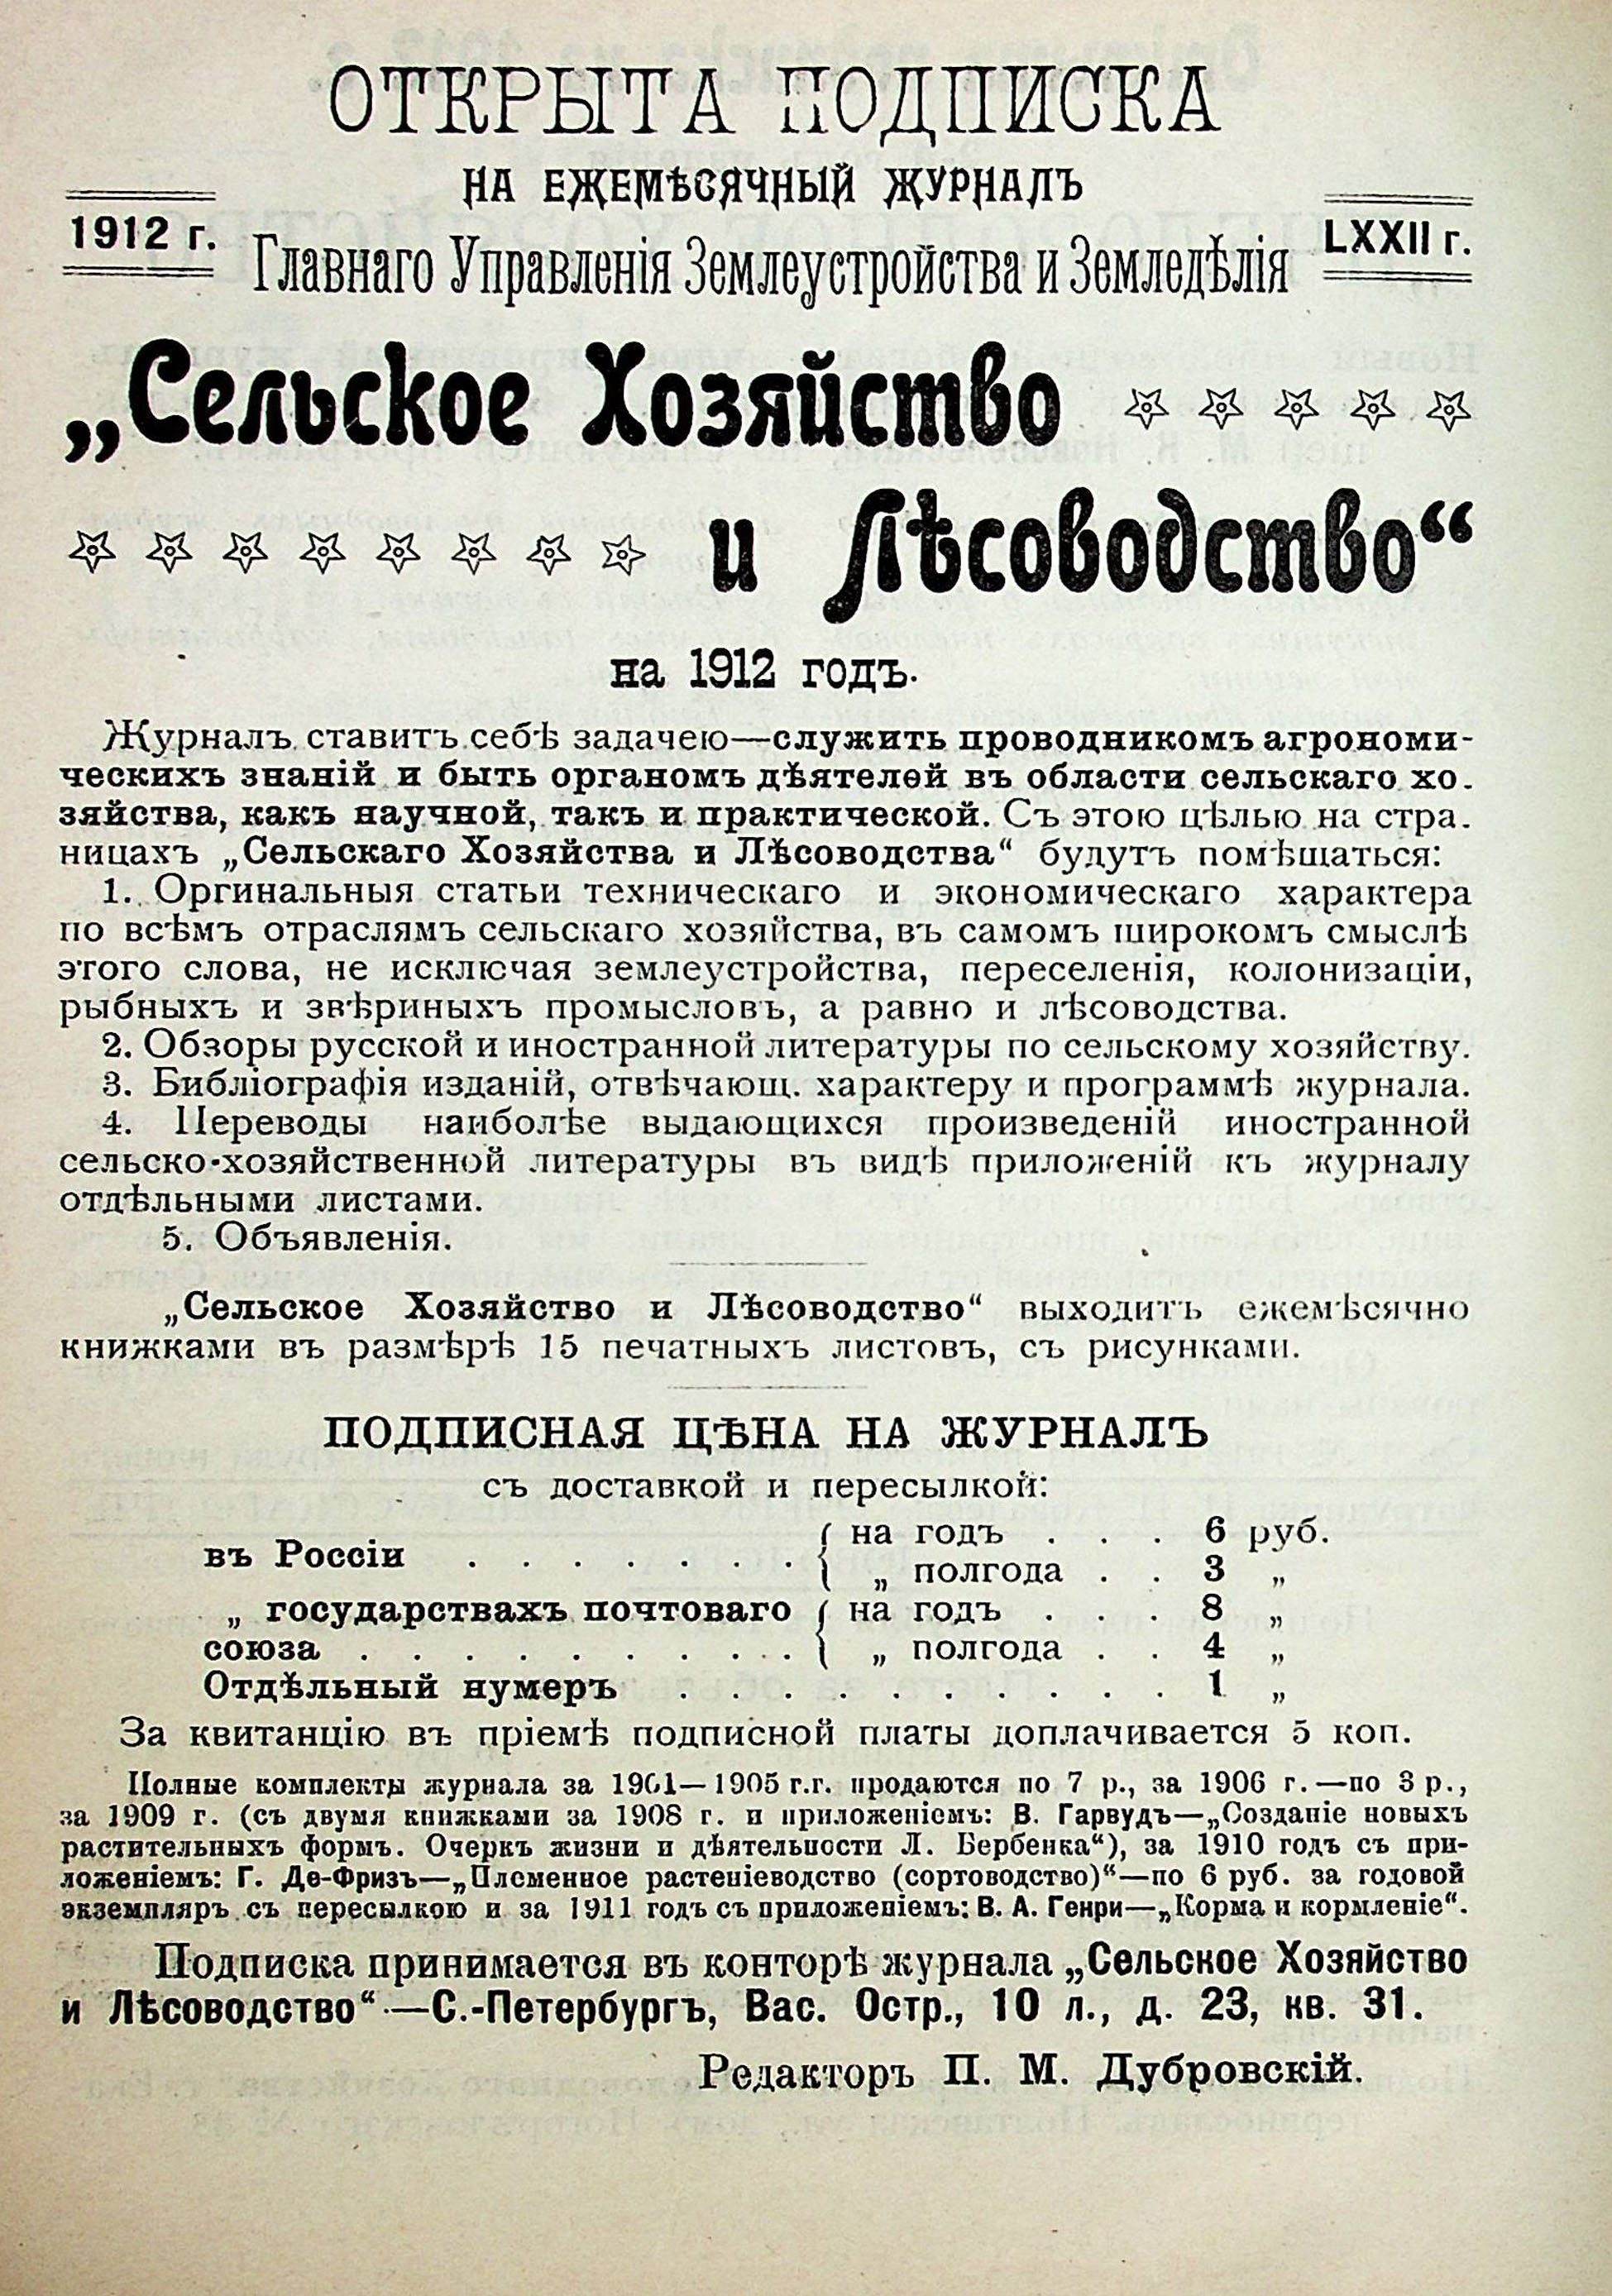 ОТКРЫТА ПОДПИСКА
НА ЕЖЕМѢСЯЧНЫЙ ЖУРНАЛЪ
1912 г.
LXXII г.
Главнаго Управленія Землеустройства и Земледѣлія
„Сельское Хозяйство
и Лѣсоводство“
на 1912 годъ.
Журналъ ставитъ себѣ задачею—служить проводникомъ агрономи-
ческихъ знаній и быть органомъ дѣятелей въ области сельскаго хо-
зяйства, какъ научной, такъ и практической. Съ этою цѣлью на стра-
ницахъ „Сельскаго Хозяйства и Лѣсоводства“ будутъ помѣщаться:
1. Оргинальныя статьи техническаго и экономическаго характера
по всѣмъ отраслямъ сельскаго хозяйства, въ самомъ широкомъ смыслѣ
этого слова, не исключая землеустройства, переселенія, колонизаціи,
рыбныхъ и звѣриныхъ промысловъ, а равно и лѣсоводства.
2. Обзоры русской и иностранной литературы по сельскому хозяйству.
3. Библіографія изданій, отвѣчающ. характеру и программѣ журнала.
4. Переводы наиболѣе выдающихся произведеній иностранной
сельско-хозяйственной литературы въ видѣ приложеній къ журналу
отдѣльными листами.
5. Объявленія.
„Сельское Хозяйство и Лѣсоводство“ выходитъ ежемѣсячно
книжками въ размѣрѣ 15 печатныхъ листовъ, съ рисунками.
ПОДПИСНАЯ ЦѢНА НА ЖУРНАЛЪ
съ доставкой и пересылкой:
въ Россіи . . . . . . . { на годъ . . . 6 руб.
„ полгода . . 3 „
„ государствахъ почтоваго { на годъ . . . 8 „
союза . . . . . . . . . „ полгода . . 4 „
Отдѣльный нумеръ . . . . . . . . . . 1 „
За квитанцію въ пріемѣ подписной платы доплачивается 5 коп.
Полные комплекты журнала за 1901—1905 г.г. продаются по 7 р., за 1906 г.—по 3 р.,
за 1909 г. (съ двумя книжками за 1908 г. и приложеніемъ: В. Гарвудъ—„Созданіе новыхъ
растительныхъ формъ. Очеркъ жизни и дѣятельности Л. Бербенка“), за 1910 годъ съ при-
ложеніемъ: Г. Де-Фризъ—„Племенное растеніеводство (сортоводство)“—по 6 руб. за годовой
экземпляръ съ пересылкою и за 1911 годъ съ приложеніемъ: В. А. Генри—„Корма и кормленіе“.
Подписка принимается въ конторѣ журнала „Сельское Хозяйство
и Лѣсоводство“—С.-Петербургъ, Вас. Остр., 10 л., д. 23, кв. 31.
Редакторъ П. М. Дубровскій.